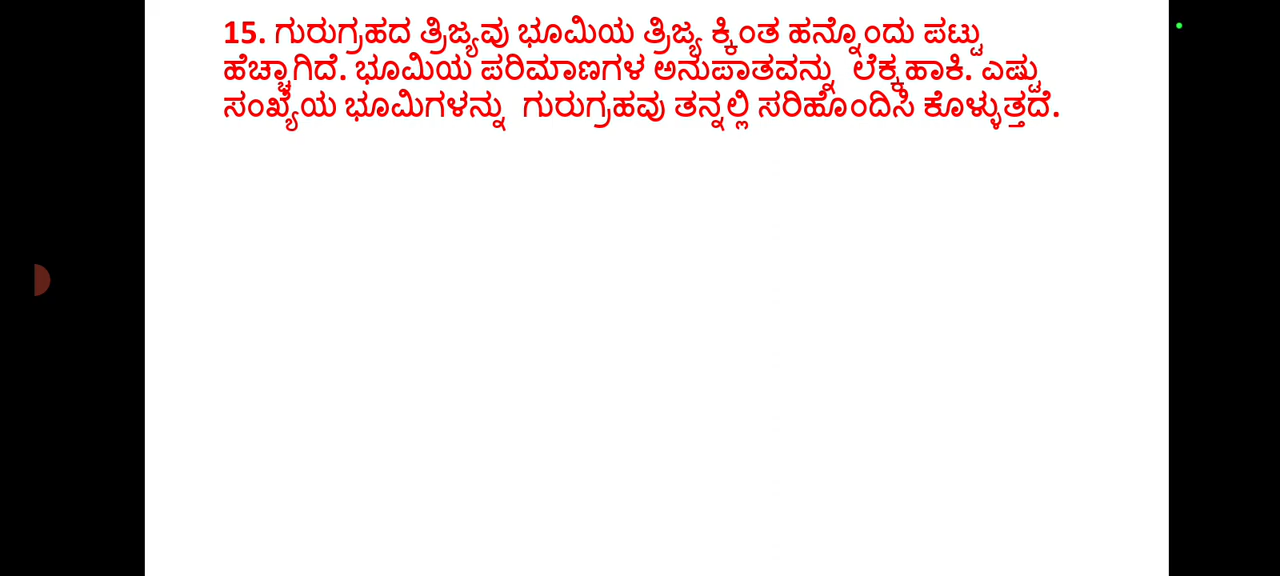 15. ಗುರುಗ್ರಹದ ತ್ರಿಜ್ಯವು ಭೂಮಿಯ ತ್ರಿಜ್ಯ ಕ್ಕಿಂತ ಹನ್ನೊಂದು ಪಟ್ಟು
ಹೆಚ್ಚಾಗಿದೆ. ಭೂಮಿಯ ಪರಿಮಾಣಗಳ ಅನುಪಾತವನ್ನು ಲೆಕ್ಕಹಾಕಿ. ಎಷ್ಟು
ಸಂಖ್ಯೆಯ ಭೂಮಿಗಳನ್ನು ಗುರುಗ್ರಹವು ತನ್ನಲ್ಲಿ ಸರಿಹೊಂದಿಸಿ ಕೊಳ್ಳುತ್ತದೆ.